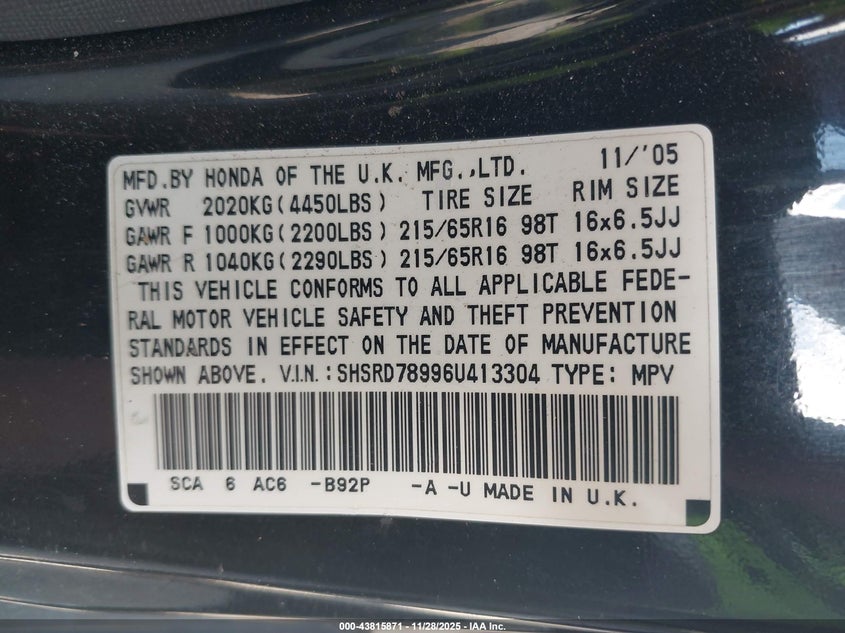 MFD.BY HONDA OF THE U.K. MFG.,LTD. 11/'05
GVWR 2020KG(4450LBS) TIRE SIZE RIM SIZE
GAWR F 1000KG(2200LBS) 215/65R16 98T 16x6.5JJ
GAWR R 1040KG(2290LBS) 215/65R16 98T 16x6.5JJ
THIS VEHICLE CONFORMS TO ALL APPLICABLE FEDE-
RAL MOTOR VEHICLE SAFETY AND THEFT PREVENTION
STANDARDS IN EFFECT ON THE DATE OF MANUFACTURE
SHOWN ABOVE. V.I.N.:SHSRD78996U413304 TYPE: MPV
SCA 6 AC6 -B92P -A -U MADE IN U.K.
000-43815871 - 11/28/2025 - IAA Inc.